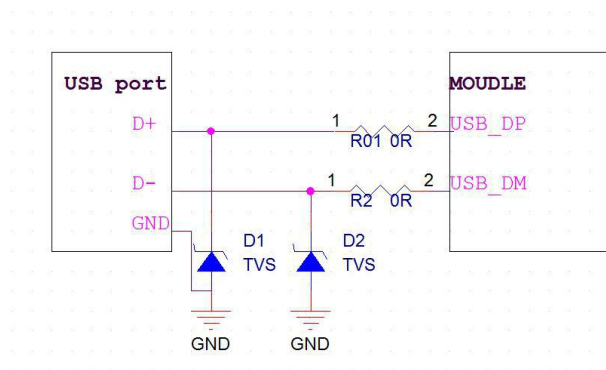 USB port MOUDLE
D+ 1 2 USB_DP
R01 0R
D- 1 2 USB_DM
R2 0R
GND
D1 D2
TVS TVS
GND GND